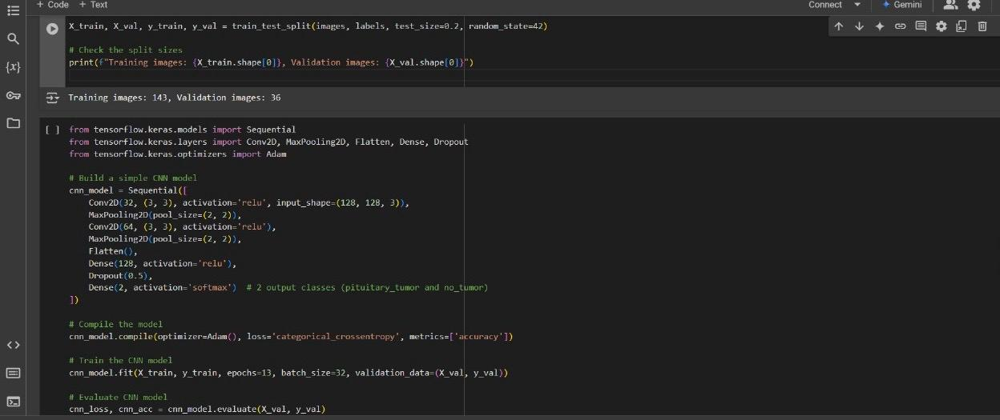 + Code + Text
Connect
Gemini
X_train, X_val, y_train, y_val = train_test_split(images, labels, test_size=0.2, random_state=42)
# Check the split sizes
print(f"Training images: {X_train.shape[0]}, Validation images: {X_val.shape[0]}")
Training images: 143, Validation images: 36
[ ] from tensorflow.keras.models import Sequential
from tensorflow.keras.layers import Conv2D, MaxPooling2D, Flatten, Dense, Dropout
from tensorflow.keras.optimizers import Adam
# Build a simple CNN model
cnn_model = Sequential([
    Conv2D(32, (3, 3), activation='relu', input_shape=(128, 128, 3)),
    MaxPooling2D(pool_size=(2, 2)),
    Conv2D(64, (3, 3), activation='relu'),
    MaxPooling2D(pool_size=(2, 2)),
    Flatten(),
    Dense(128, activation='relu'),
    Dropout(0.5),
    Dense(2, activation='softmax')  # 2 output classes (pituitary_tumor and no_tumor)
])
# Compile the model
cnn_model.compile(optimizer=Adam(), loss='categorical_crossentropy', metrics=['accuracy'])
# Train the CNN model
cnn_model.fit(X_train, y_train, epochs=13, batch_size=32, validation_data=(X_val, y_val))
# Evaluate CNN model
cnn_loss, cnn_acc = cnn_model.evaluate(X_val, y_val)